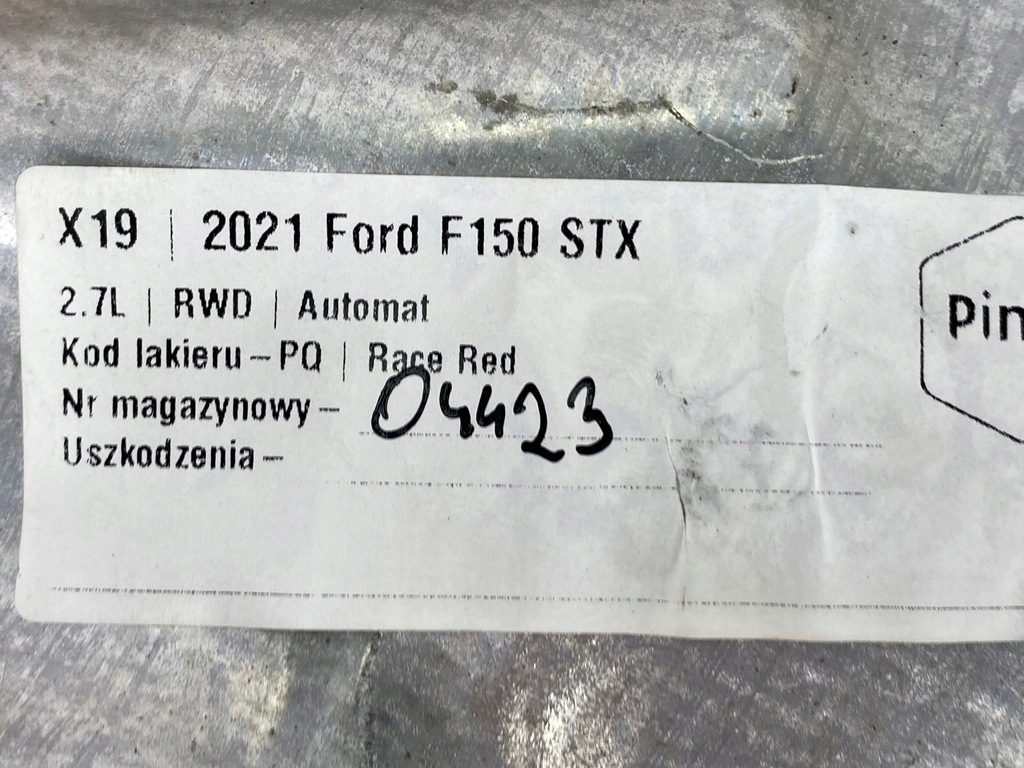 X19 | 2021 Ford F150 STX
2.7L | RWD | Automat
Kod lakieru – PQ | Race Red
Nr magazynowy – 04423
Uszkodzenia –
Pin